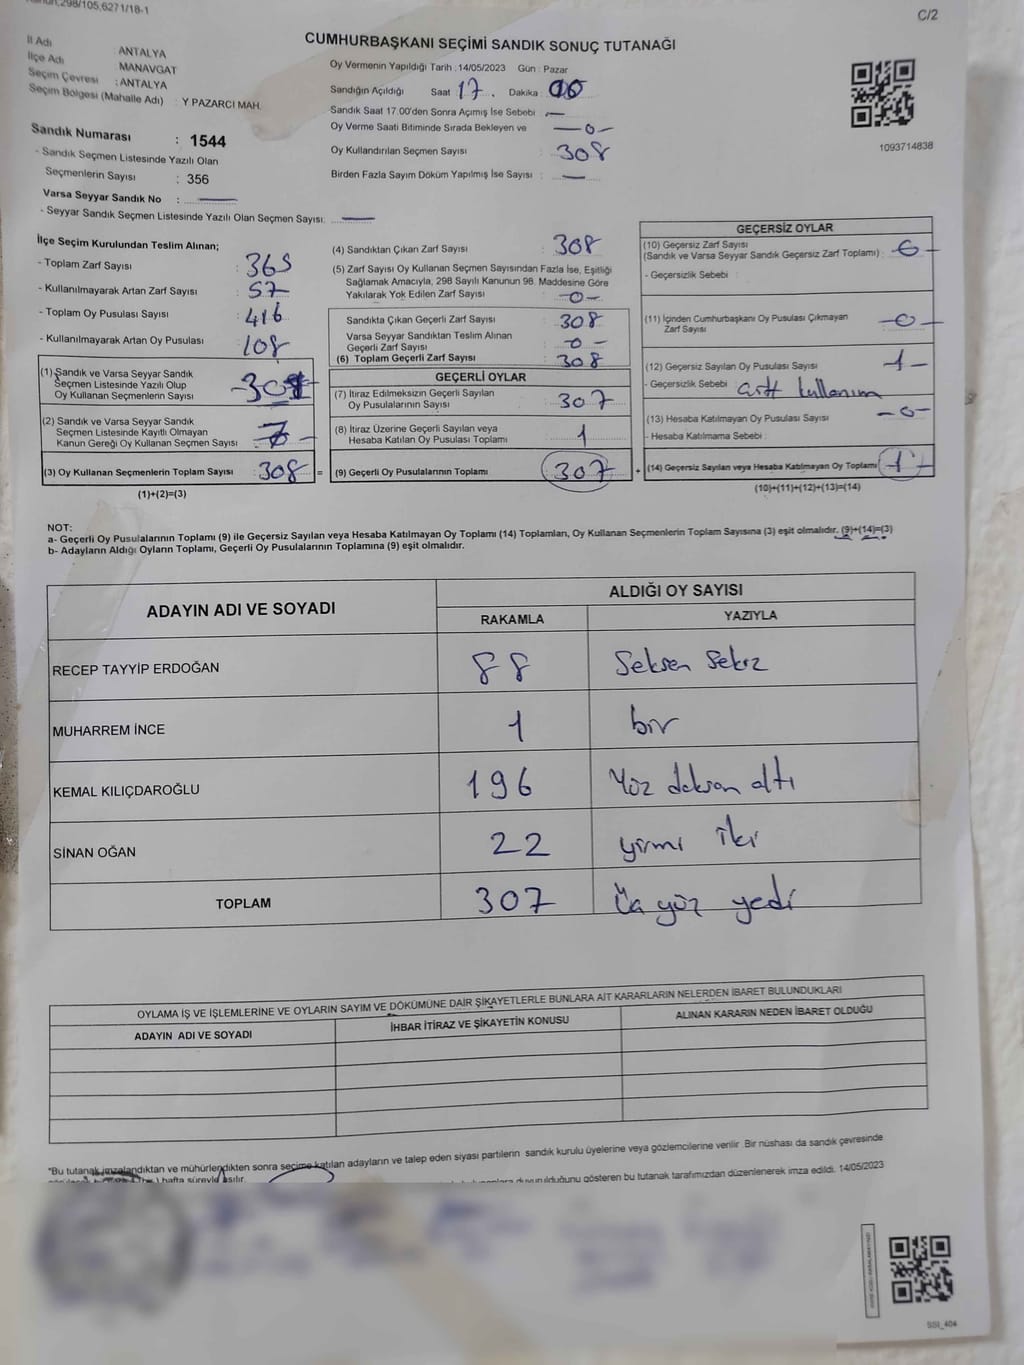 298/105,6271/18-1
C/2
CUMHURBAŞKANI SEÇİMİ SANDIK SONUÇ TUTANAĞI
İl Adı : ANTALYA
İlçe Adı : MANAVGAT
Seçim Çevresi : ANTALYA
Seçim Bölgesi (Mahalle Adı) : Y PAZARCI MAH.
Sandık Numarası : 1544
- Sandık Seçmen Listesinde Yazılı Olan
Seçmenlerin Sayısı : 356
Varsa Seyyar Sandık No : —
- Seyyar Sandık Seçmen Listesinde Yazılı Olan Seçmen Sayısı: —
Oy Vermenin Yapıldığı Tarih :14/05/2023 Gün : Pazar
Sandığın Açıldığı Saat 17. Dakika :
Sandık Saat 17.00'den Sonra Açımış İse Sebebi : —
Oy Verme Saati Bitiminde Sırada Bekleyen ve —0—
Oy Kullandırılan Seçmen Sayısı : 308
Birden Fazla Sayım Döküm Yapılmış İse Sayısı : —
1093714838
İlçe Seçim Kurulundan Teslim Alınan;
- Toplam Zarf Sayısı : 365
- Kullanılmayarak Artan Zarf Sayısı : 57
- Toplam Oy Pusulası Sayısı : 416
- Kullanılmayarak Artan Oy Pusulası : 108
(1) Sandık ve Varsa Seyyar Sandık
Seçmen Listesinde Yazılı Olup
Oy Kullanan Seçmenlerin Sayısı
(2) Sandık ve Varsa Seyyar Sandık
Seçmen Listesinde Kayıtlı Olmayan
Kanun Gereği Oy Kullanan Seçmen Sayısı
(3) Oy Kullanan Seçmenlerin Toplam Sayısı : 308 =
(1)+(2)=(3)
(4) Sandıktan Çıkan Zarf Sayısı : 308
(5) Zarf Sayısı Oy Kullanan Seçmen Sayısından Fazla İse, Eşitliği
Sağlamak Amacıyla, 298 Sayılı Kanunun 98. Maddesine Göre
Yakılarak Yok Edilen Zarf Sayısı : —0—
Sandıkta Çıkan Geçerli Zarf Sayısı : 308
Varsa Seyyar Sandıktan Teslim Alınan
Geçerli Zarf Sayısı : —0—
(6) Toplam Geçerli Zarf Sayısı : 308
GEÇERLİ OYLAR
(7) İtiraz Edilmeksizin Geçerli Sayılan
Oy Pusulalarının Sayısı : 307
(8) İtiraz Üzerine Geçerli Sayılan veya
Hesaba Katılan Oy Pusulası Toplamı : 1
(9) Geçerli Oy Pusulalarının Toplamı : 307 +
GEÇERSİZ OYLAR
(10) Geçersiz Zarf Sayısı
(Sandık ve Varsa Seyyar Sandık Geçersiz Zarf Toplamı) :
- Geçersizlik Sebebi :
(11) İçinden Cumhurbaşkanı Oy Pusulası Çıkmayan
Zarf Sayısı : —0—
(12) Geçersiz Sayılan Oy Pusulası Sayısı : 1—
- Geçersizlik Sebebi : kullanım
(13) Hesaba Katılmayan Oy Pusulası Sayısı : —0—
- Hesaba Katılmama Sebebi :
(14) Geçersiz Sayılan veya Hesaba Katılmayan Oy Toplamı : 1—
(10)+(11)+(12)+(13)=(14)
NOT:
a- Geçerli Oy Pusulalarının Toplamı (9) ile Geçersiz Sayılan veya Hesaba Katılmayan Oy Toplamı (14) Toplamları, Oy Kullanan Seçmenlerin Toplam Sayısına (3) eşit olmalıdır. (9)+(14)=(3)
b- Adayların Aldığı Oyların Toplamı, Geçerli Oy Pusulalarının Toplamına (9) eşit olmalıdır.
ADAYIN ADI VE SOYADI ALDIĞI OY SAYISI
RAKAMLA YAZIYLA
RECEP TAYYİP ERDOĞAN 88 Seksen Sekiz
MUHARREM İNCE 1 bir
KEMAL KILIÇDAROĞLU 196 Yüz doksan altı
SİNAN OĞAN 22 yirmi iki
TOPLAM 307 Üç yüz yedi
OYLAMA İŞ VE İŞLEMLERİNE VE OYLARIN SAYIM VE DÖKÜMÜNE DAİR ŞİKAYETLERLE BUNLARA AİT KARARLARIN NELERDEN İBARET BULUNDUKLARI
ADAYIN ADI VE SOYADI İHBAR İTİRAZ VE ŞİKAYETİN KONUSU ALINAN KARARIN NEDEN İBARET OLDUĞU
"Bu tutanak imzalandıktan ve mühürlendikten sonra seçime katılan adayların ve talep eden siyasi partilerin sandık kurulu üyelerine veya gözlemcilerine verilir. Bir nüshası da sandık çevresinde
hafta süreyle asılır. duyurulduğunu gösteren bu tutanak tarafımızdan düzenlenerek imza edildi. 14/05/2023
SSI_404